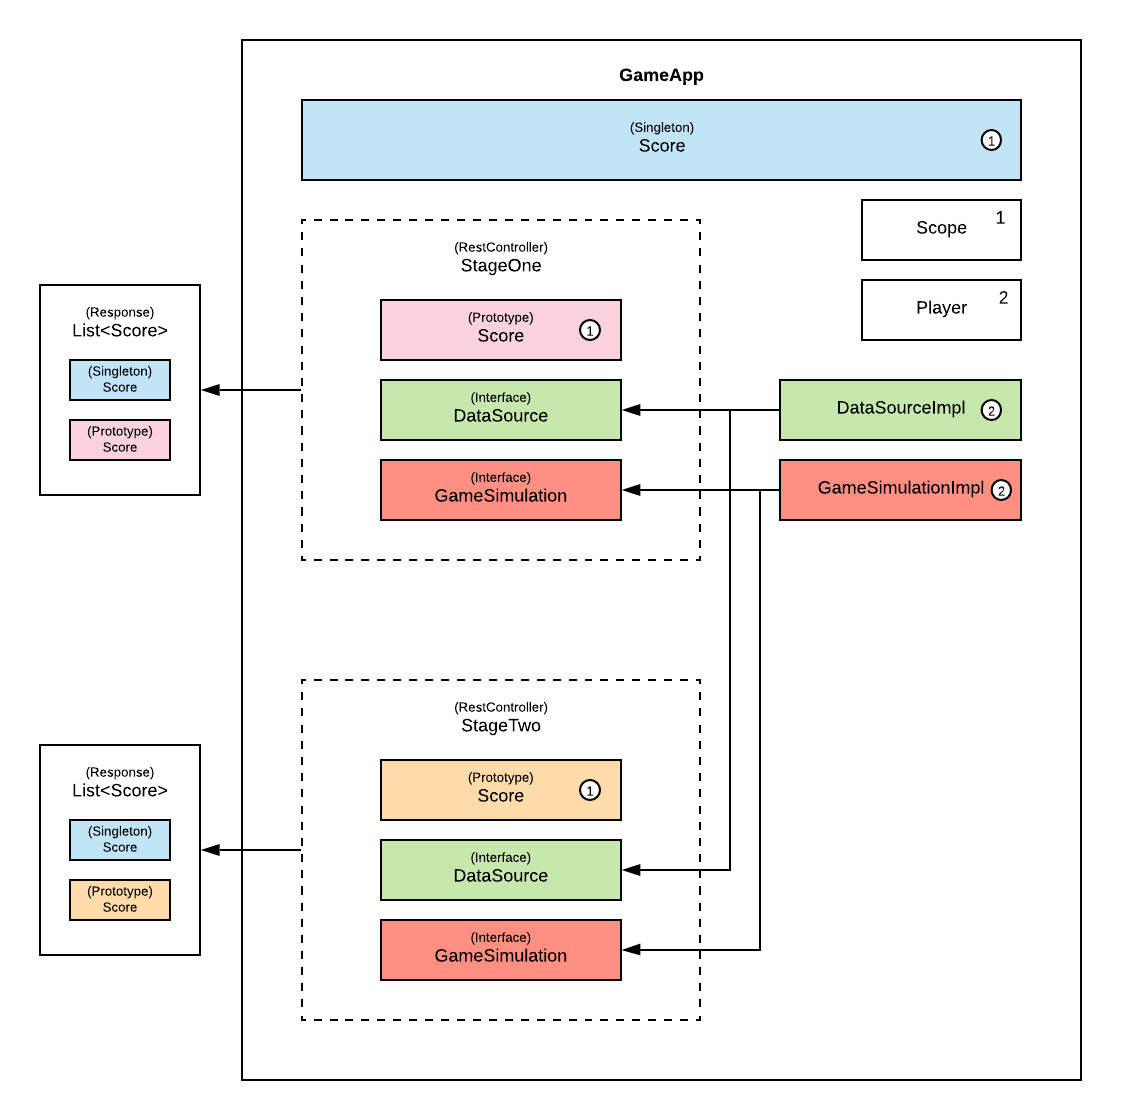 GameApp
(Singleton)
Score
1
Scope
1
Player
2
(RestController)
StageOne
(Prototype)
Score
1
(Interface)
DataSource
(Interface)
GameSimulation
DataSourceImpl
2
GameSimulationImpl
2
(Response)
List<Score>
(Singleton)
Score
(Prototype)
Score
(RestController)
StageTwo
(Prototype)
Score
1
(Interface)
DataSource
(Interface)
GameSimulation
(Response)
List<Score>
(Singleton)
Score
(Prototype)
Score